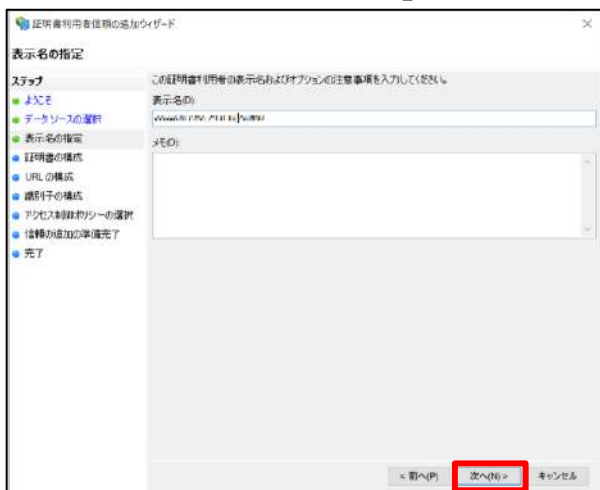 証明書利用者信頼の追加ウィザード
表示名の指定
ステップ
ようこそ
データ ソースの選択
表示名の指定
証明書の構成
URL の構成
識別子の構成
アクセス制御ポリシーの選択
信頼の追加の準備完了
完了
この証明書利用者の表示名およびオプションの注意事項を入力してください。
表示名(D):
メモ(O):
< 前へ(P)
次へ(N) >
キャンセル